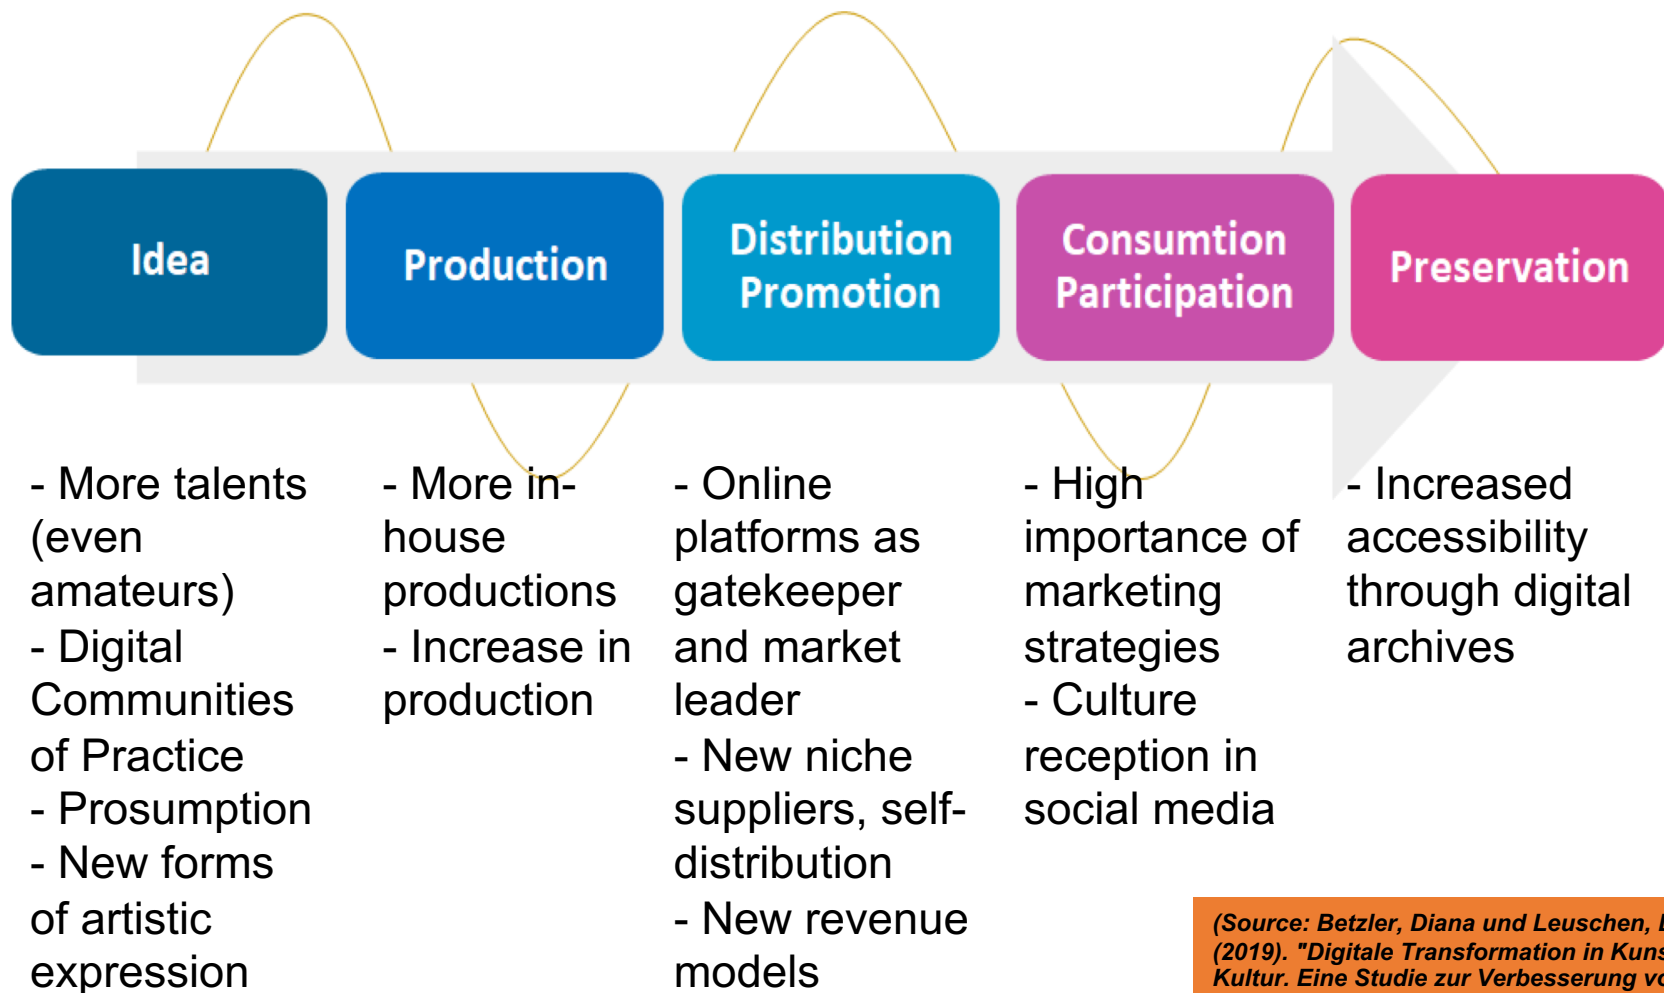 Idea
Production
Distribution
Promotion
Consumtion
Participation
Preservation
- More talents
(even
amateurs)
- Digital
Communities
of Practice
- Prosumption
- New forms
of artistic
expression
- More in-
house
productions
- Increase in
production
- Online
platforms as
gatekeeper
and market
leader
- New niche
suppliers, self-
distribution
- New revenue
models
- High
importance of
marketing
strategies
- Culture
reception in
social media
- Increased
accessibility
through digital
archives
(Source: Betzler, Diana und Leuschen,
(2019). "Digitale Transformation in
Kultur. Eine Studie zur Verbesserung